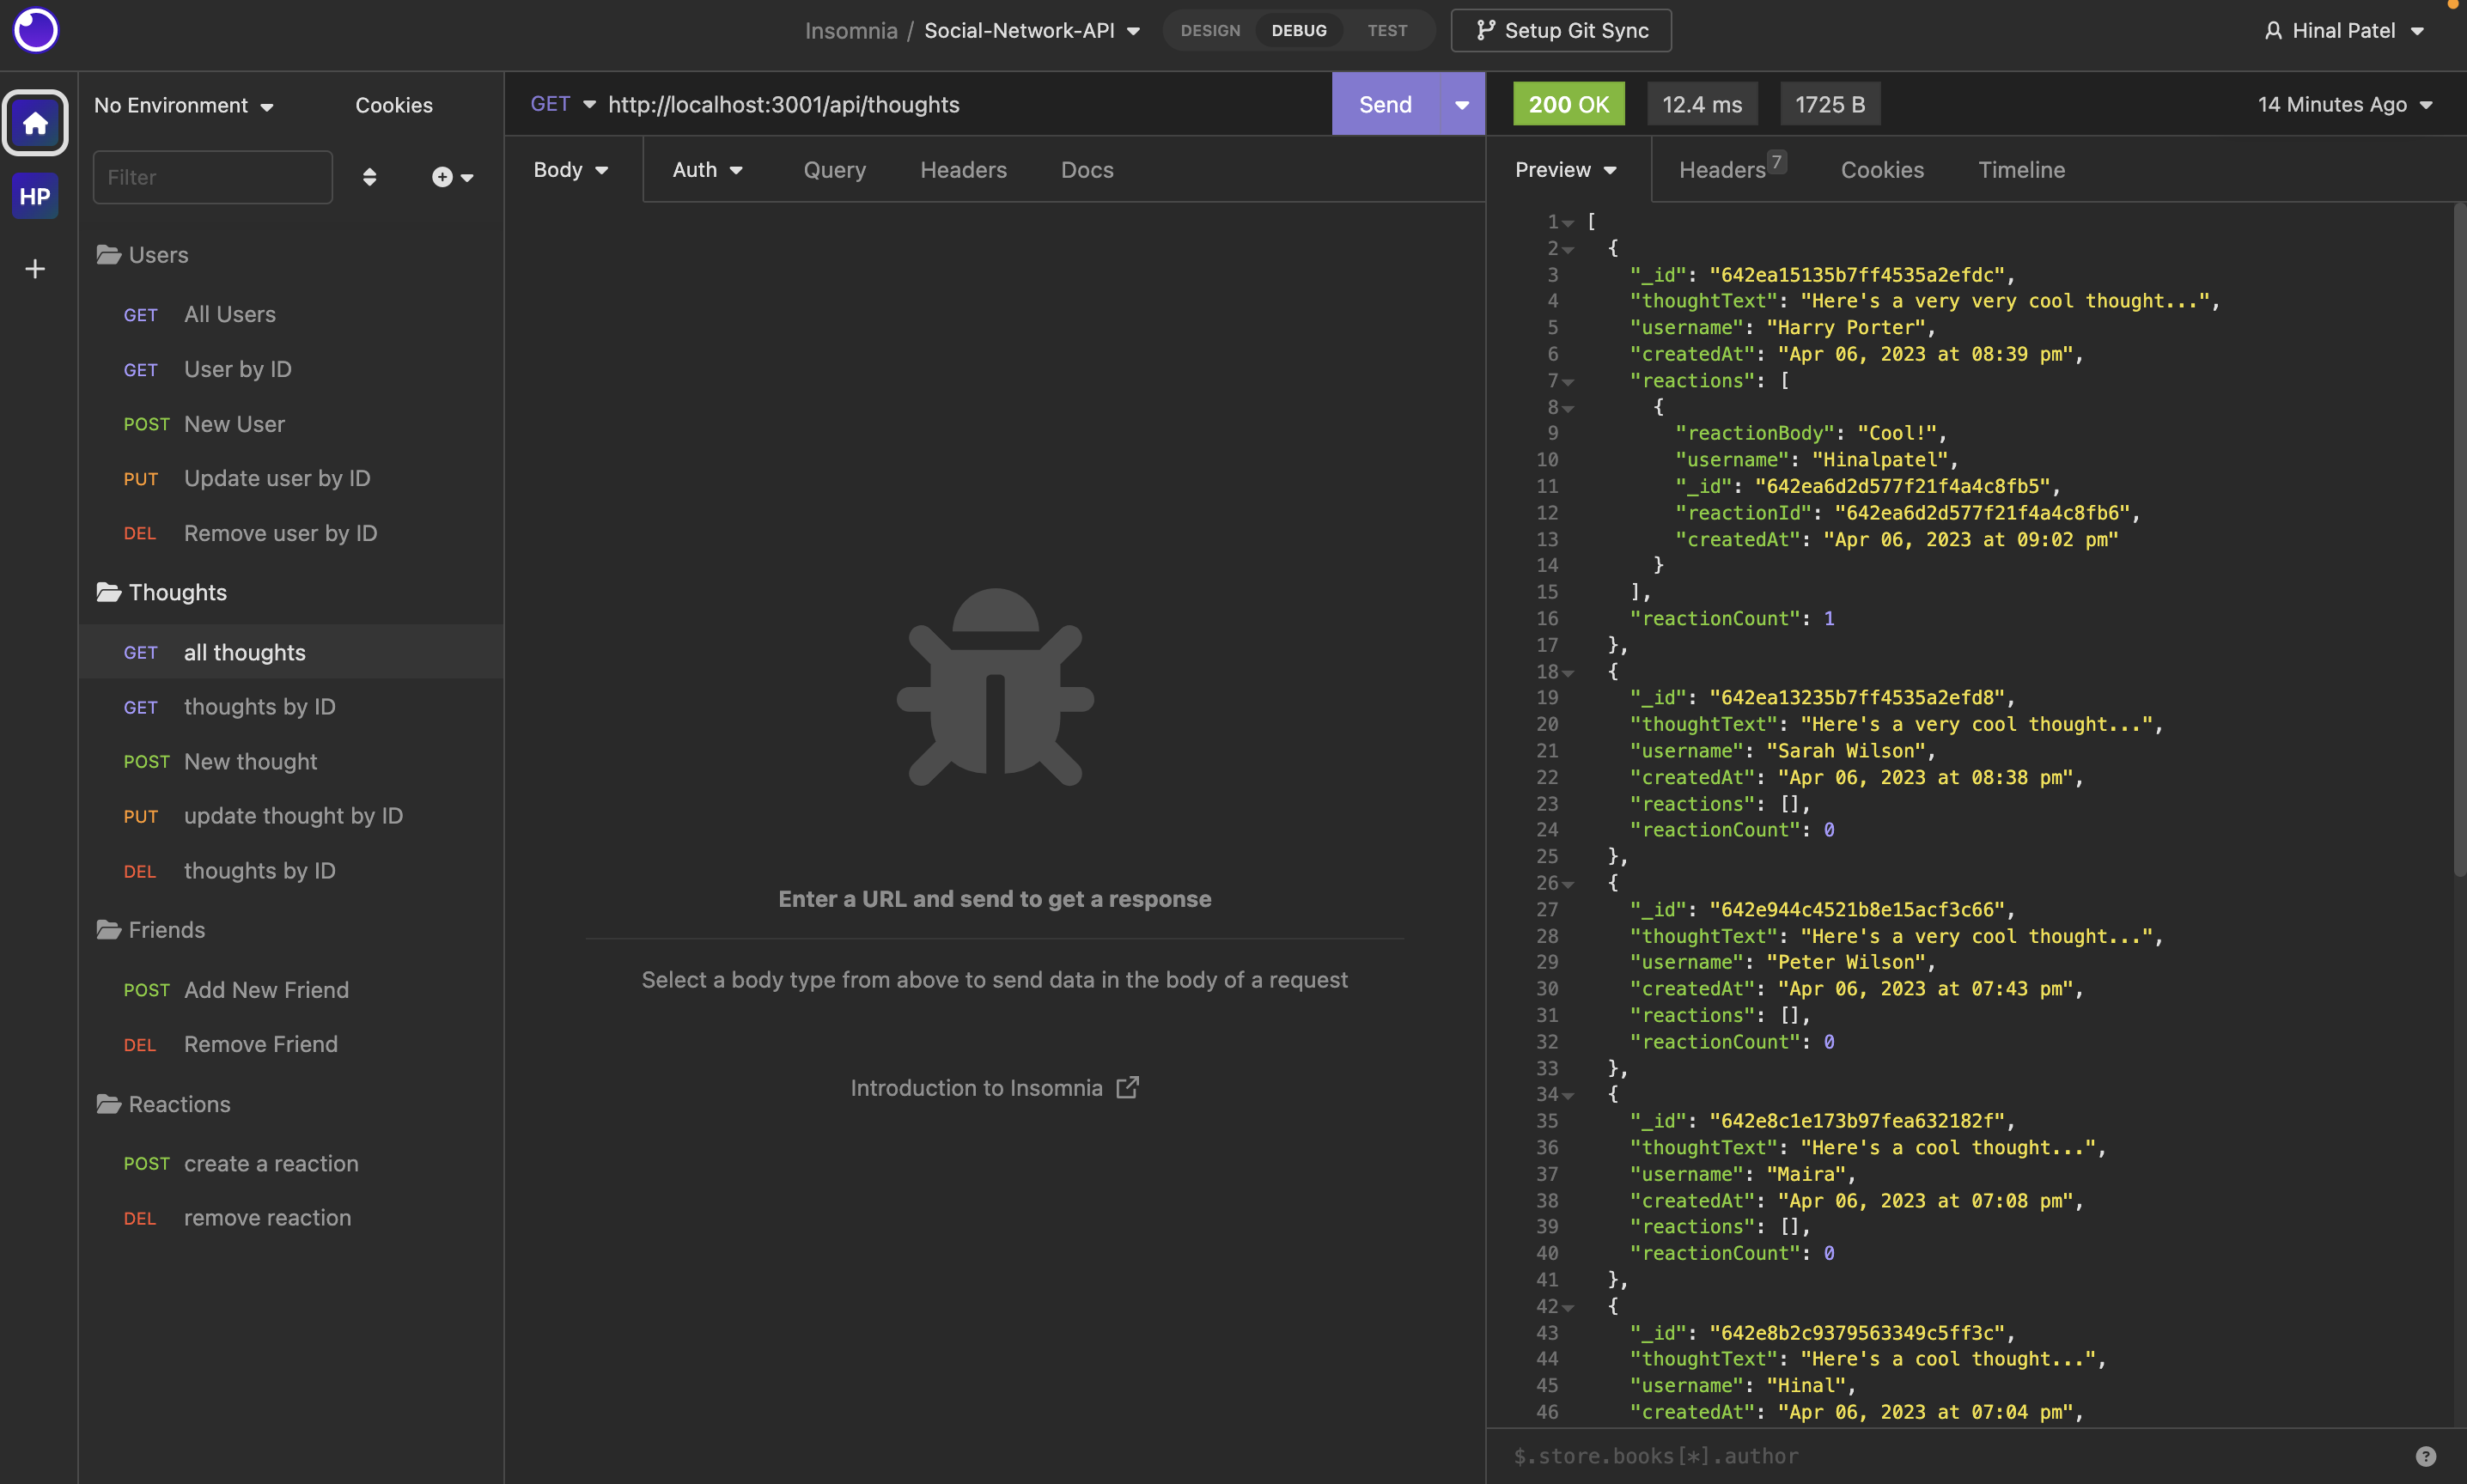 Insomnia / Social-Network-API
DESIGN DEBUG TEST
Setup Git Sync
Hinal Patel
HP
No Environment Cookies
Filter
Users
GET All Users
GET User by ID
POST New User
PUT Update user by ID
DEL Remove user by ID
Thoughts
GET all thoughts
GET thoughts by ID
POST New thought
PUT update thought by ID
DEL thoughts by ID
Friends
POST Add New Friend
DEL Remove Friend
Reactions
POST create a reaction
DEL remove reaction
GET http://localhost:3001/api/thoughts Send
Body Auth Query Headers Docs
Enter a URL and send to get a response
Select a body type from above to send data in the body of a request
Introduction to Insomnia
200 OK 12.4 ms 1725 B 14 Minutes Ago
Preview Headers 7 Cookies Timeline
1 [
2 {
3 "_id": "642ea15135b7ff4535a2efdc",
4 "thoughtText": "Here's a very very cool thought...",
5 "username": "Harry Porter",
6 "createdAt": "Apr 06, 2023 at 08:39 pm",
7 "reactions": [
8 {
9 "reactionBody": "Cool!",
10 "username": "Hinalpatel",
11 "_id": "642ea6d2d577f21f4a4c8fb5",
12 "reactionId": "642ea6d2d577f21f4a4c8fb6",
13 "createdAt": "Apr 06, 2023 at 09:02 pm"
14 }
15 ],
16 "reactionCount": 1
17 },
18 {
19 "_id": "642ea13235b7ff4535a2efd8",
20 "thoughtText": "Here's a very cool thought...",
21 "username": "Sarah Wilson",
22 "createdAt": "Apr 06, 2023 at 08:38 pm",
23 "reactions": [],
24 "reactionCount": 0
25 },
26 {
27 "_id": "642e944c4521b8e15acf3c66",
28 "thoughtText": "Here's a very cool thought...",
29 "username": "Peter Wilson",
30 "createdAt": "Apr 06, 2023 at 07:43 pm",
31 "reactions": [],
32 "reactionCount": 0
33 },
34 {
35 "_id": "642e8c1e173b97fea632182f",
36 "thoughtText": "Here's a cool thought...",
37 "username": "Maira",
38 "createdAt": "Apr 06, 2023 at 07:08 pm",
39 "reactions": [],
40 "reactionCount": 0
41 },
42 {
43 "_id": "642e8b2c9379563349c5ff3c",
44 "thoughtText": "Here's a cool thought...",
45 "username": "Hinal",
46 "createdAt": "Apr 06, 2023 at 07:04 pm",
$.store.books[*].author